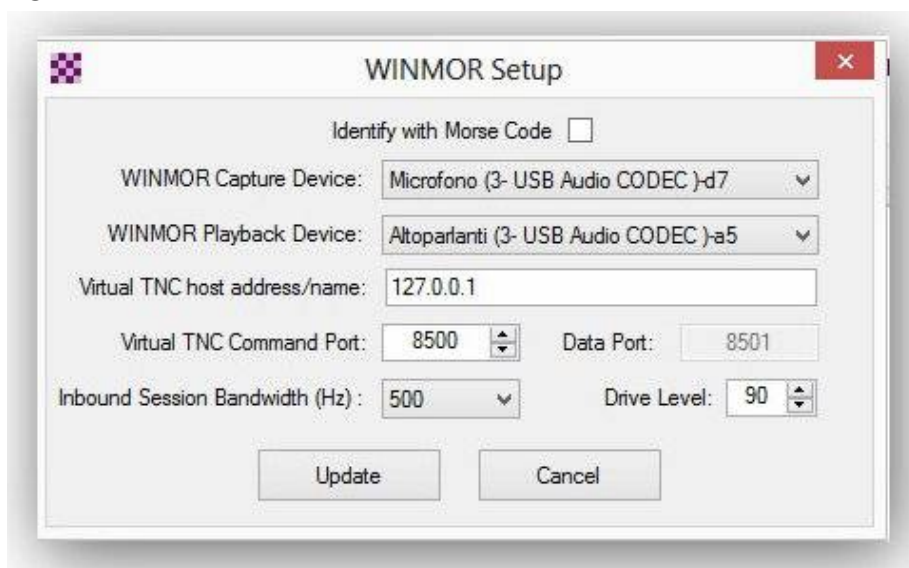 WINMOR Setup
Identify with Morse Code
WINMOR Capture Device: Microfono (3- USB Audio CODEC )-d7
WINMOR Playback Device: Altoparlanti (3- USB Audio CODEC )-a5
Virtual TNC host address/name: 127.0.0.1
Virtual TNC Command Port: 8500 Data Port: 8501
Inbound Session Bandwidth (Hz) : 500 Drive Level: 90
Update Cancel